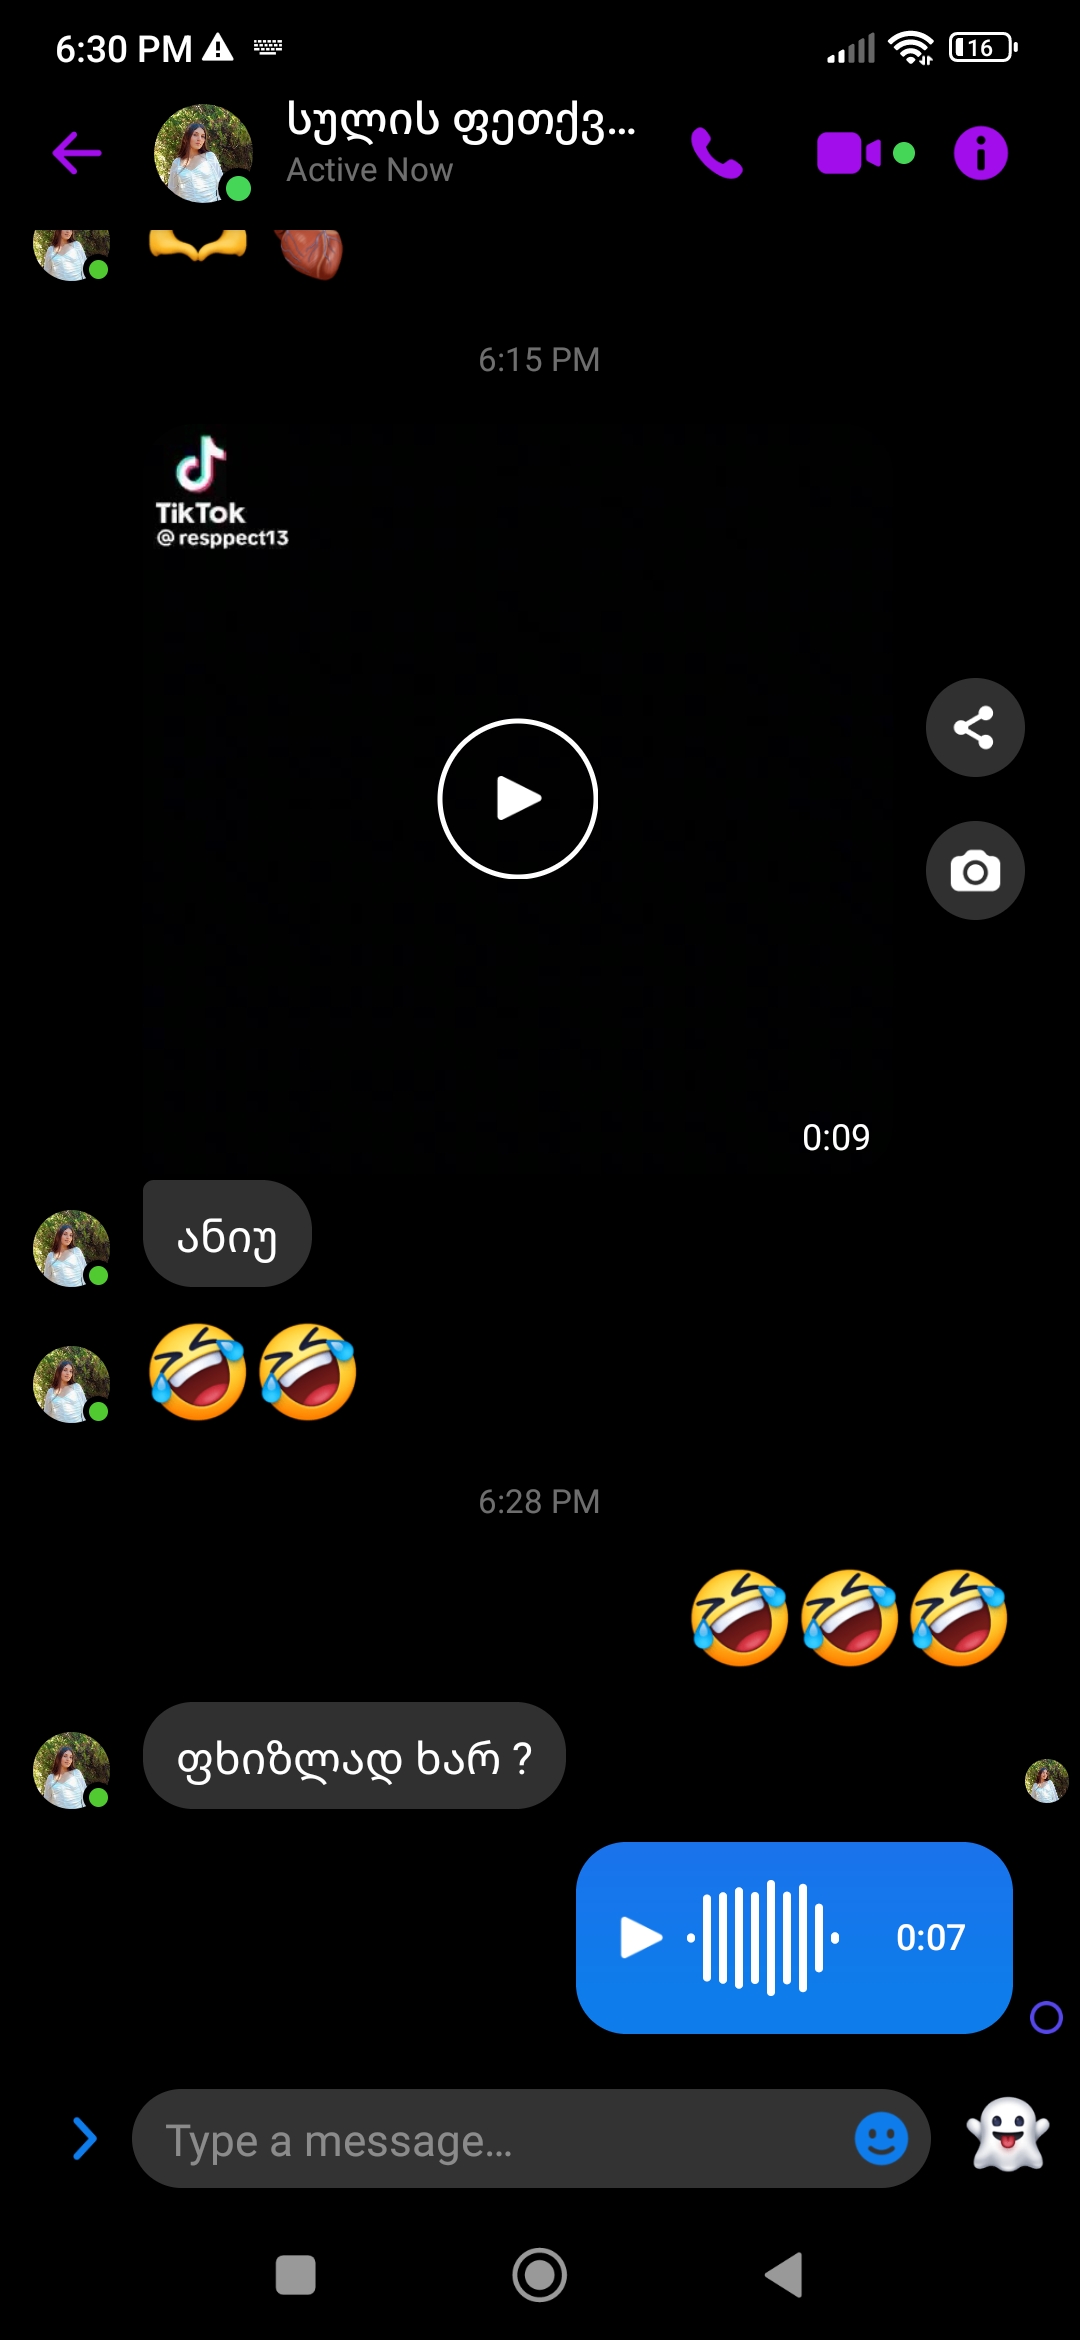 6:30 PM
16
სულის ფეთქვ...
Active Now
6:15 PM
TikTok
@resppect13
0:09
ანიუ
6:28 PM
ფხიზლად ხარ ?
0:07
Type a message...